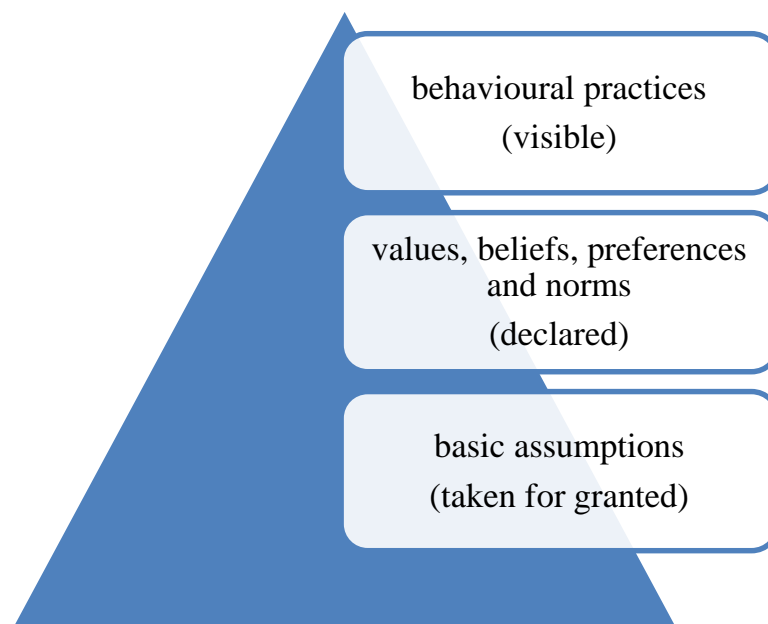 behavioural practices
(visible)
values, beliefs, preferences
and norms
(declared)
basic assumptions
(taken for granted)